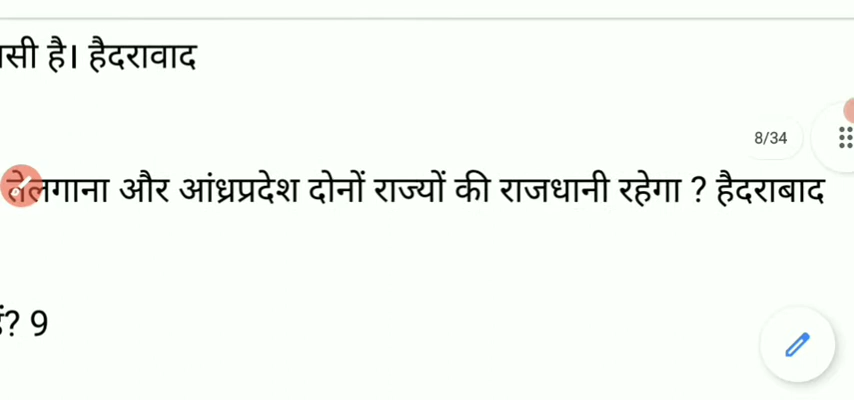 सी है। हैदरावाद
8/34
तेलगाना और आंध्रप्रदेश दोनों राज्यों की राजधानी रहेगा ? हैदराबाद
? 9